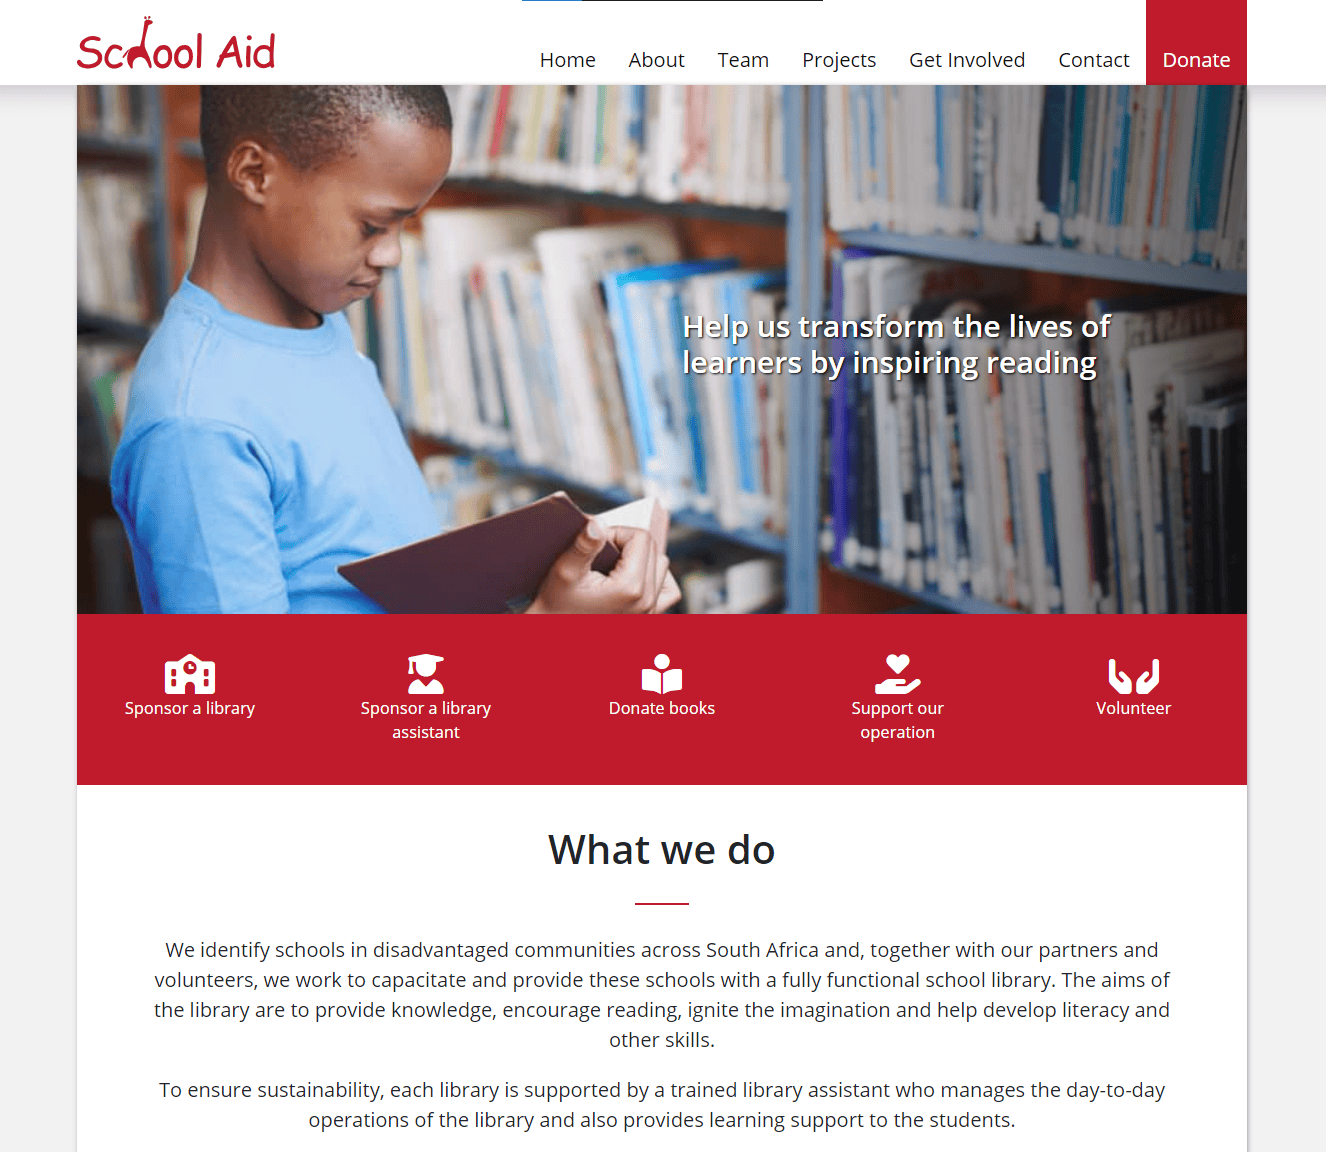 School Aid
Home About Team Projects Get Involved Contact Donate
Help us transform the lives of
learners by inspiring reading
Sponsor a library
Sponsor a library
assistant
Donate books
Support our
operation
Volunteer
What we do
We identify schools in disadvantaged communities across South Africa and, together with our partners and
volunteers, we work to capacitate and provide these schools with a fully functional school library. The aims of
the library are to provide knowledge, encourage reading, ignite the imagination and help develop literacy and
other skills.
To ensure sustainability, each library is supported by a trained library assistant who manages the day-to-day
operations of the library and also provides learning support to the students.